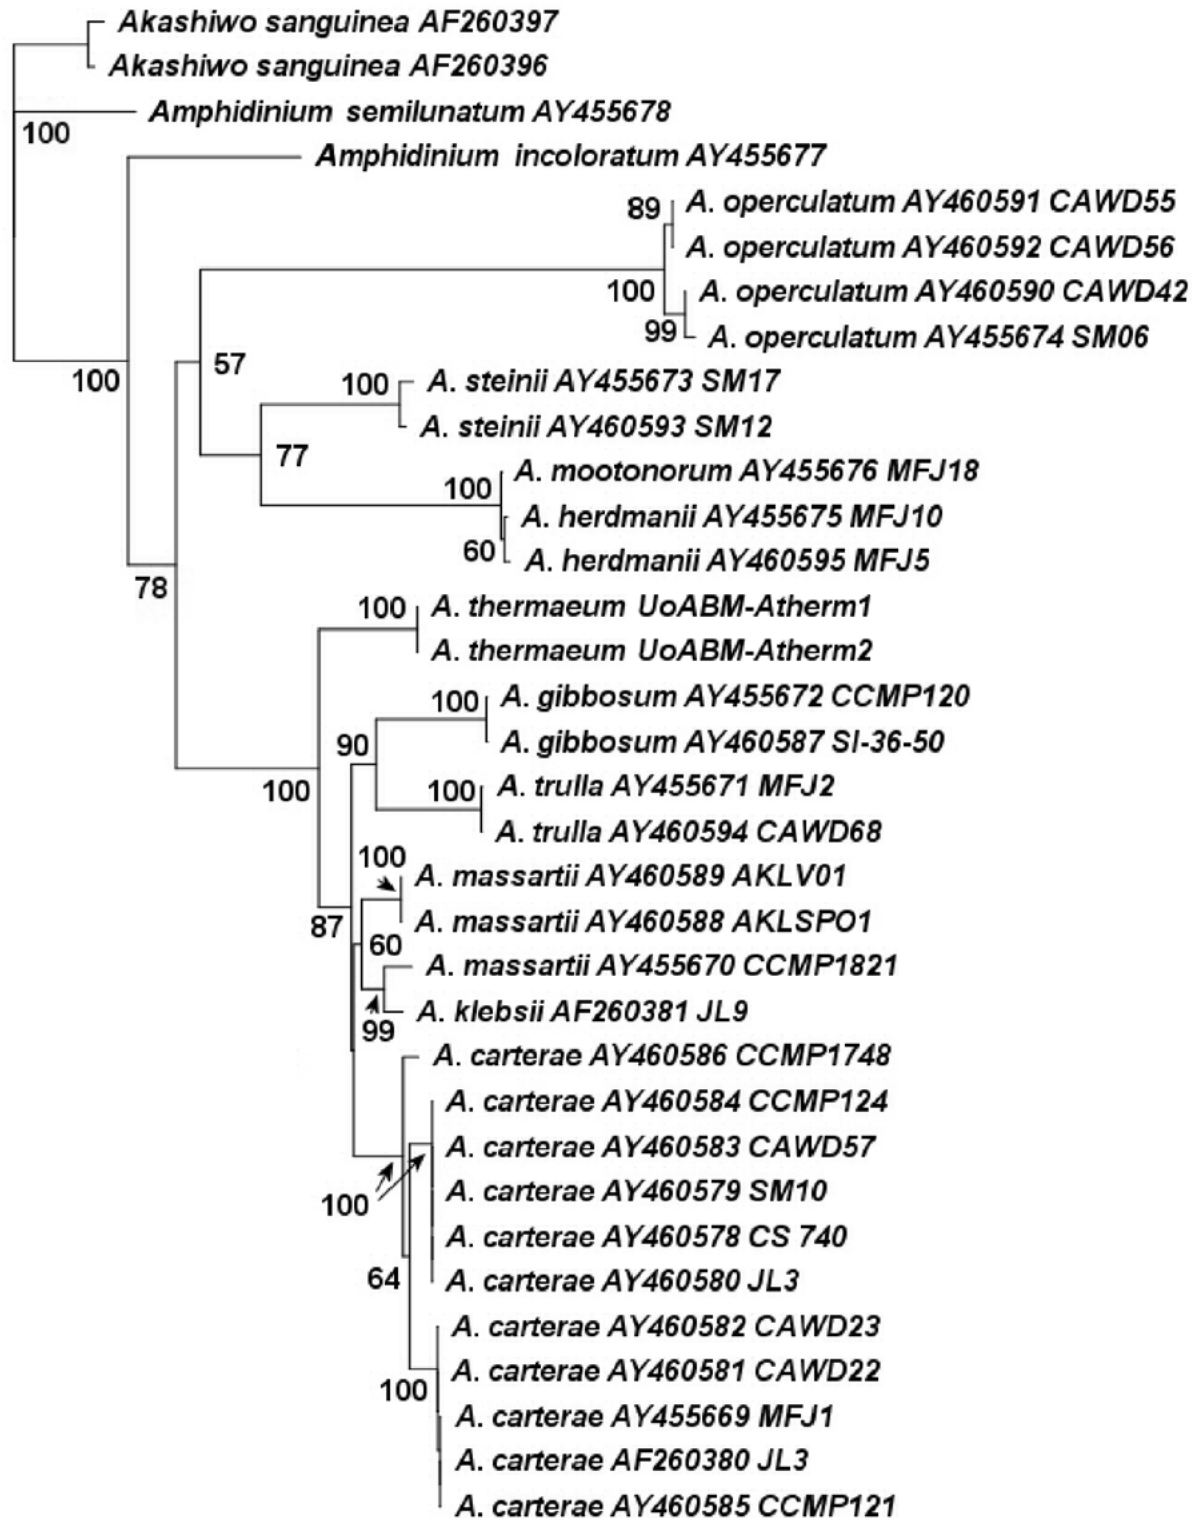 Akashiwo sanguinea AF260397
Akashiwo sanguinea AF260396
Amphidinium semilunatum AY455678
100
Amphidinium incoloratum AY455677
89
A. operculatum AY460591 CAWD55
A. operculatum AY460592 CAWD56
100
A. operculatum AY460590 CAWD42
99
A. operculatum AY455674 SM06
57
100
100
A. steinii AY455673 SM17
A. steinii AY460593 SM12
77
A. mootonorum AY455676 MFJ18
100
A. herdmanii AY455675 MFJ10
60
A. herdmanii AY460595 MFJ5
78
100
A. thermaeum UoABM-Atherm1
A. thermaeum UoABM-Atherm2
100
A. gibbosum AY455672 CCMP120
A. gibbosum AY460587 SI-36-50
90
100
100
A. trulla AY455671 MFJ2
A. trulla AY460594 CAWD68
100
A. massartii AY460589 AKLV01
A. massartii AY460588 AKLSPO1
87
60
A. massartii AY455670 CCMP1821
A. klebsii AF260381 JL9
99
A. carterae AY460586 CCMP1748
A. carterae AY460584 CCMP124
A. carterae AY460583 CAWD57
A. carterae AY460579 SM10
100
A. carterae AY460578 CS 740
64
A. carterae AY460580 JL3
A. carterae AY460582 CAWD23
A. carterae AY460581 CAWD22
100
A. carterae AY455669 MFJ1
A. carterae AF260380 JL3
A. carterae AY460585 CCMP121